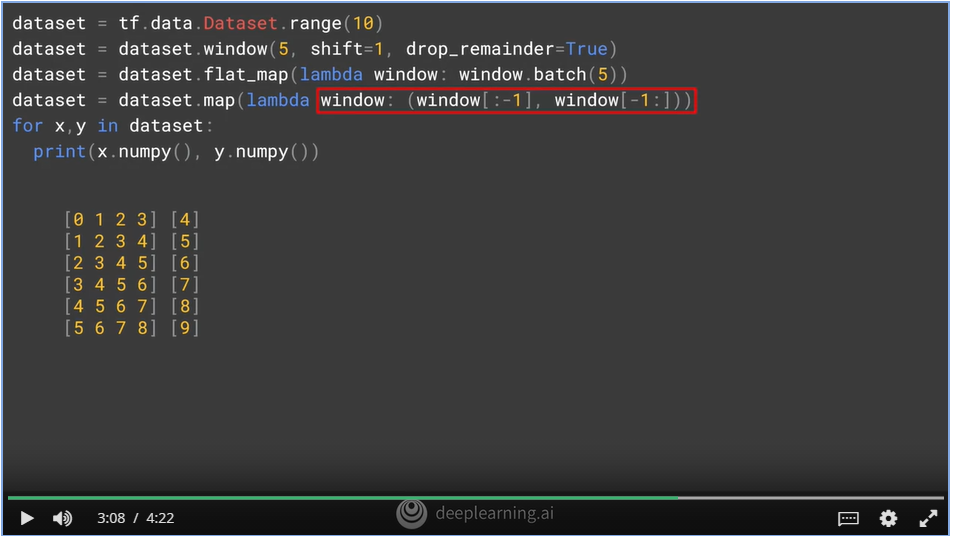 dataset = tf.data.Dataset.range(10)
dataset = dataset.window(5, shift=1, drop_remainder=True)
dataset = dataset.flat_map(lambda window: window.batch(5))
dataset = dataset.map(lambda window: (window[:-1], window[-1:]))
for x,y in dataset:
  print(x.numpy(), y.numpy())
[0 1 2 3] [4]
[1 2 3 4] [5]
[2 3 4 5] [6]
[3 4 5 6] [7]
[4 5 6 7] [8]
[5 6 7 8] [9]
3:08 / 4:22
deeplearning.ai